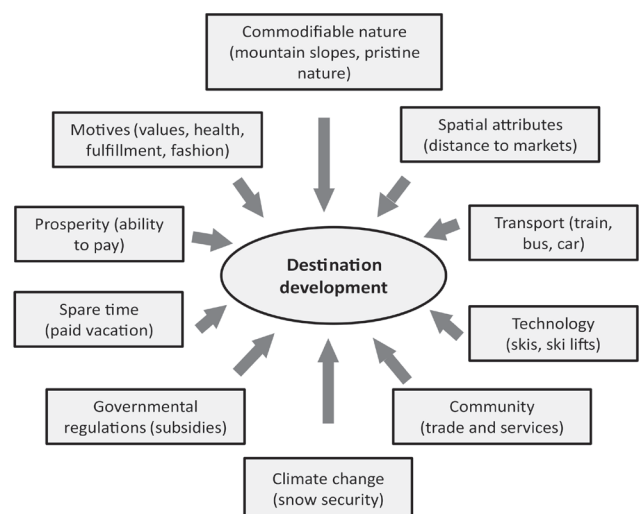 Commodifiable nature
(mountain slopes, pristine
nature)
Motives (values, health,
fulfillment, fashion)
Spatial attributes
(distance to markets)
Prosperity (ability
to pay)
Transport (train,
bus, car)
Destination
development
Spare time
(paid vacation)
Technology
(skis, ski lifts)
Governmental
regulations (subsidies)
Community
(trade and services)
Climate change
(snow security)